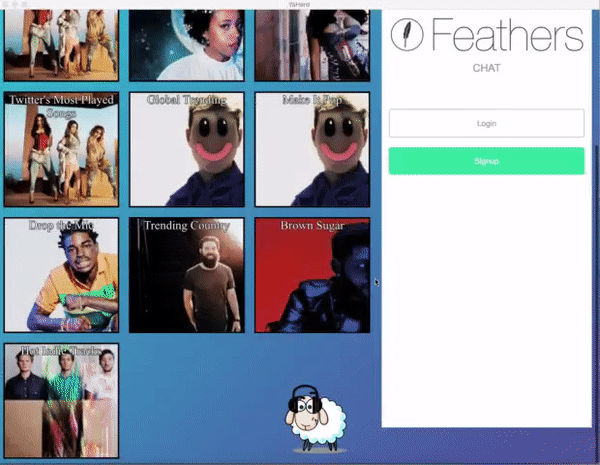 YaHerd
Feathers
CHAT
Twitter's Most Played
Songs
Global Trending
Make It Pop
Login
Signup
Drop the MIC
Trending Country
Brown Sugar
Hot Indie Tracks